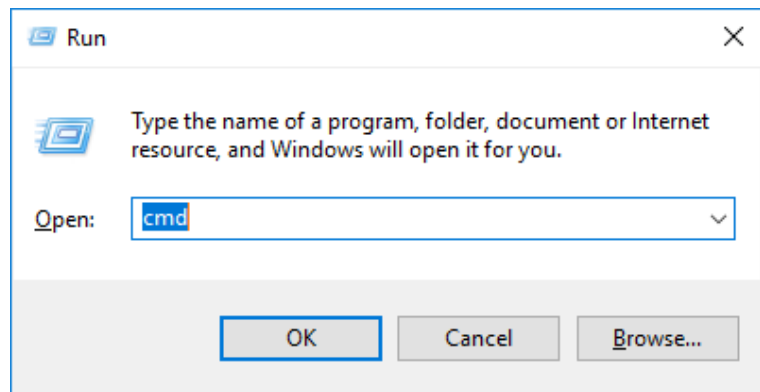 Run
Type the name of a program, folder, document or Internet
resource, and Windows will open it for you.
Open: cmd
OK Cancel Browse...